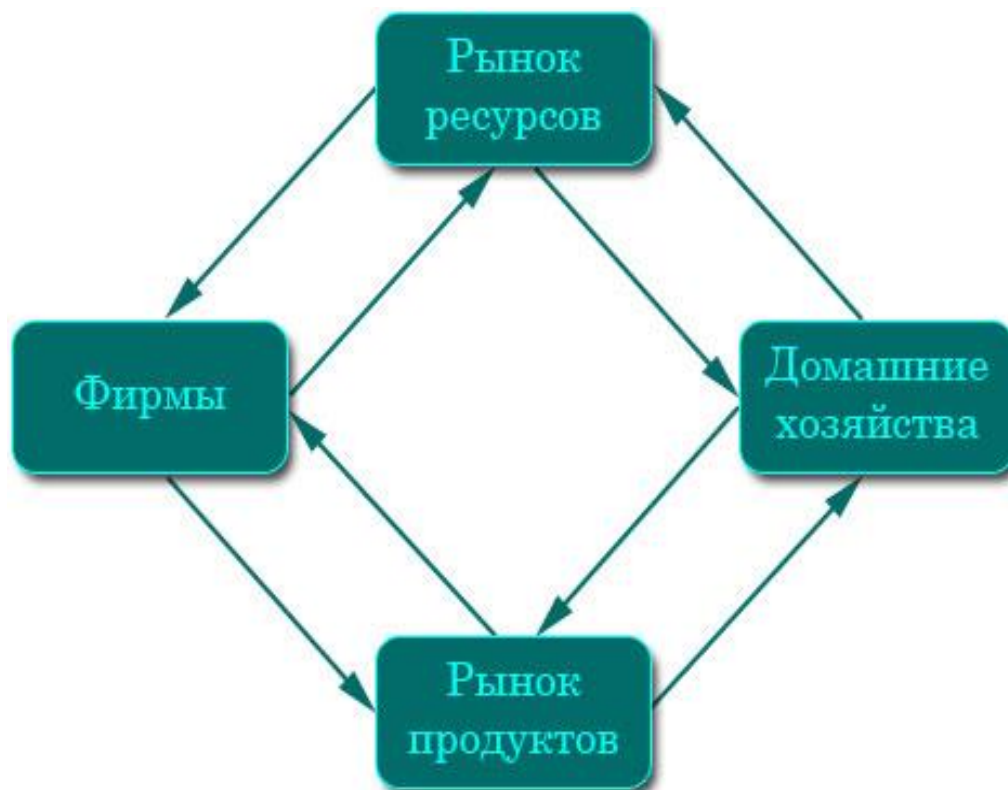 Рынок
ресурсов
Фирмы
Домашние
хозяйства
Рынок
продуктов